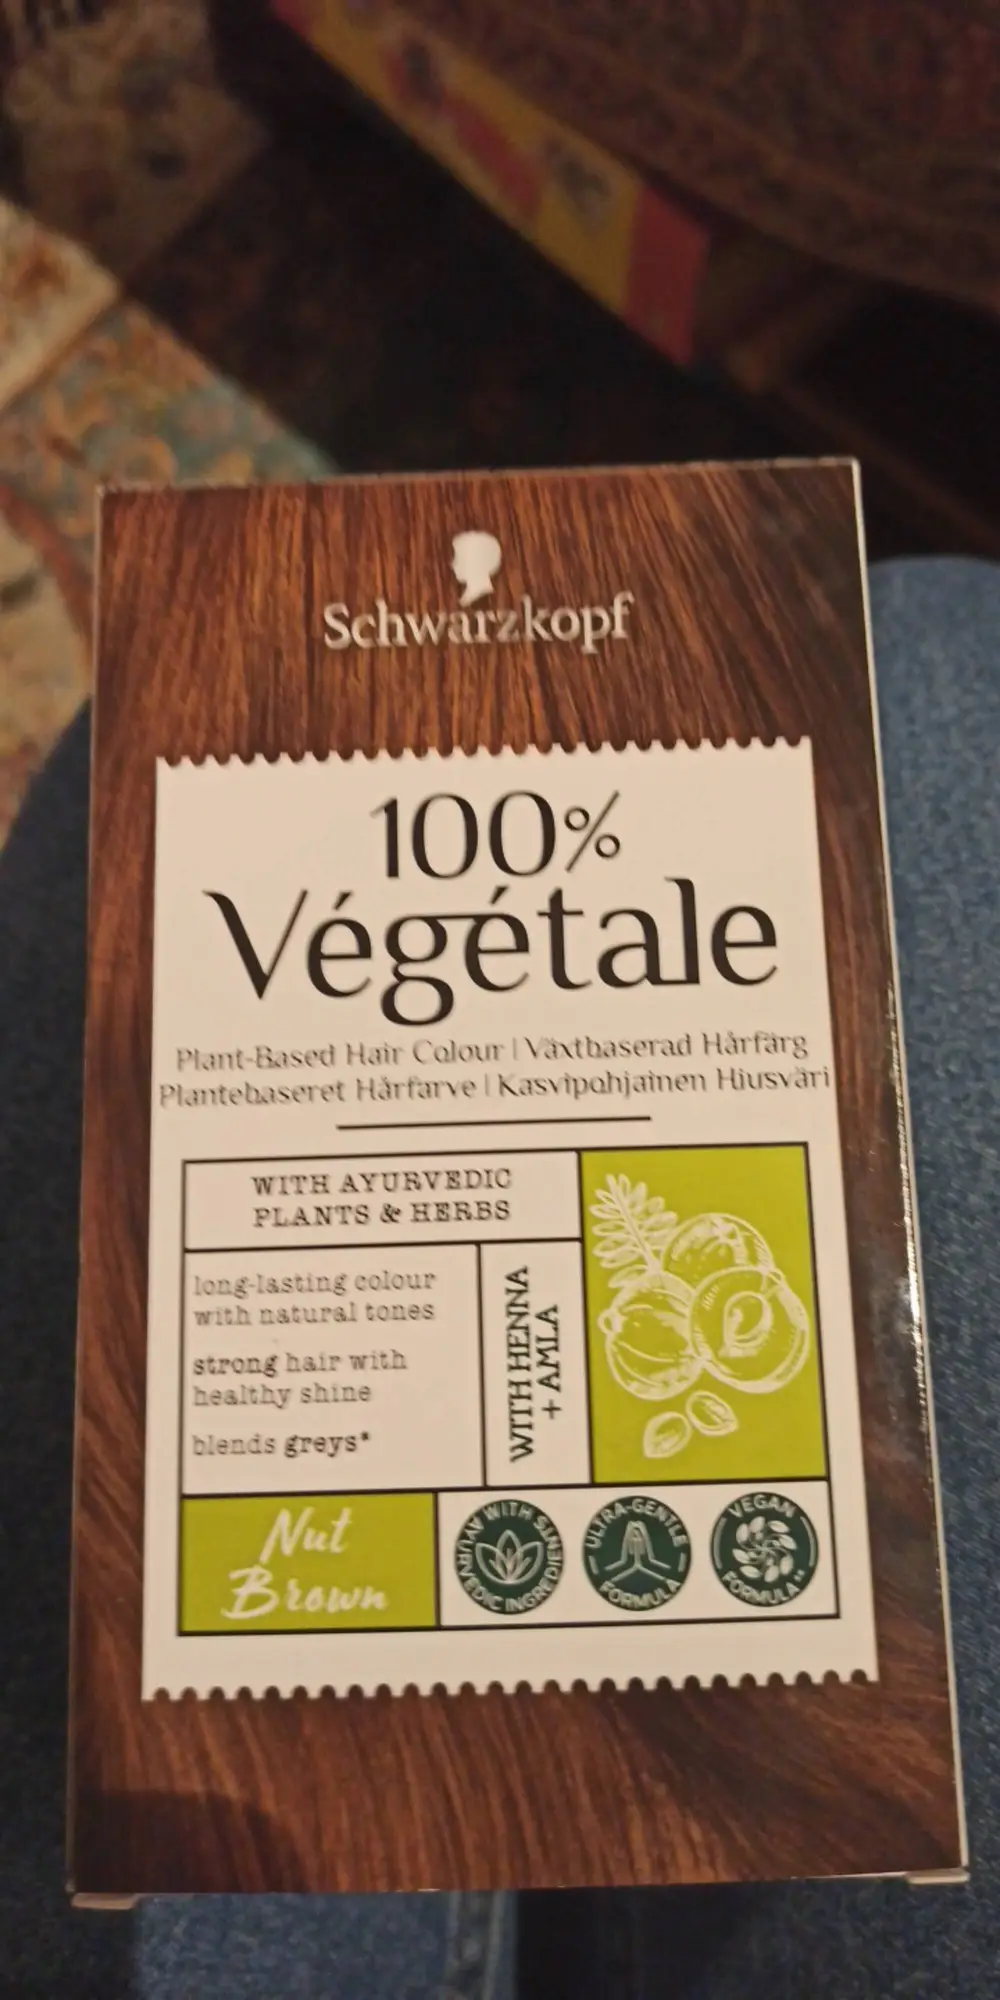 Schwarzkopf
100%
Végétale
Plant-Based Hair Colour | Växtbaserad Hårfärg
Plantebaseret Hårfarve | Kasvipohjainen Hiusväri
WITH AYURVEDIC
PLANTS & HERBS
long-lasting colour
with natural tones
strong hair with
healthy shine
blends greys*
WITH HENNA
+ AMLA
Nut
Brown
WITH AYURVEDIC INGREDIENTS
ULTRA-GENTLE
FORMULA
VEGAN
FORMULA**